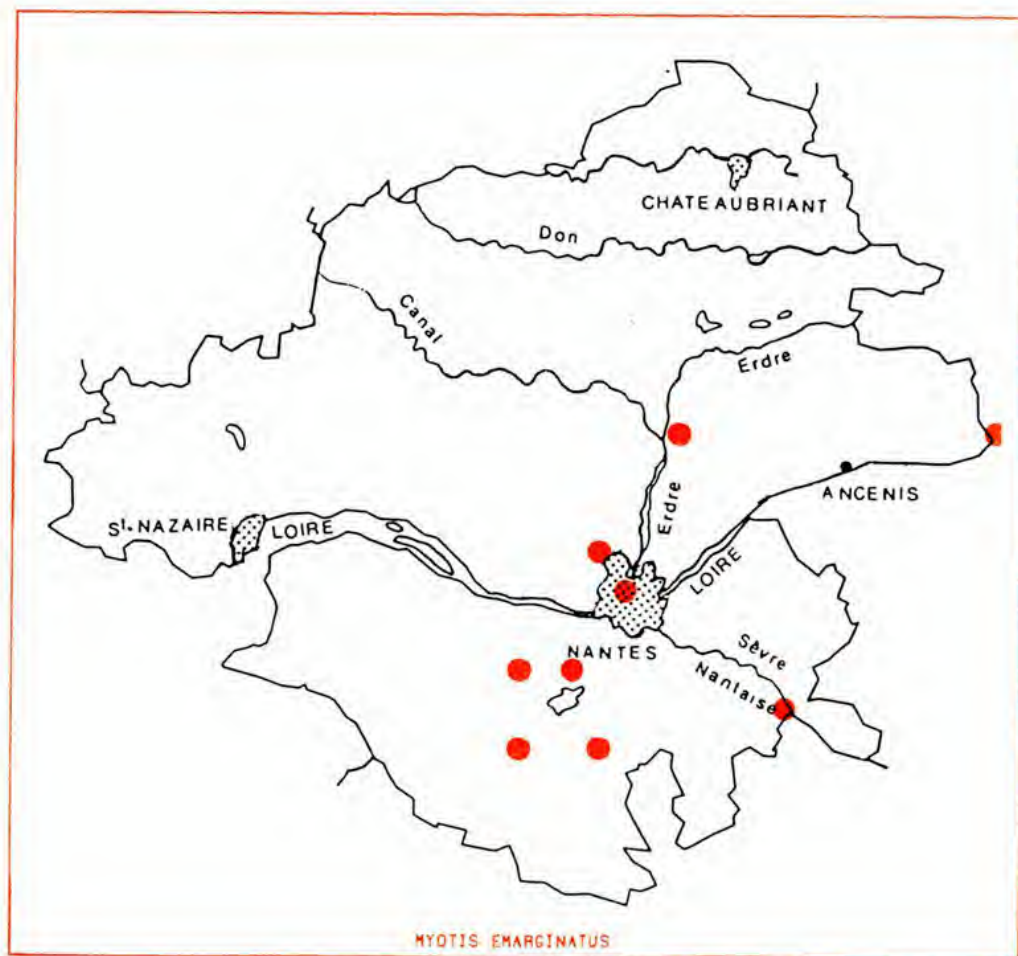 CHATEAUBRIANT
Don
Canal
Erdre
ANCENIS
Erdre
St.NAZAIRE
LOIRE
LOIRE
NANTES
Sèvre
Nantaise
MYOTIS EMARGINATUS